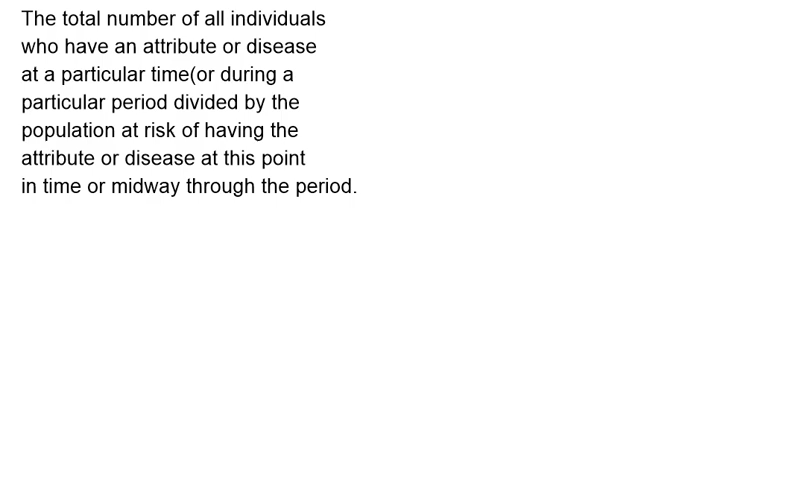 The total number of all individuals
who have an attribute or disease
at a particular time(or during a
particular period divided by the
population at risk of having the
attribute or disease at this point
in time or midway through the period.